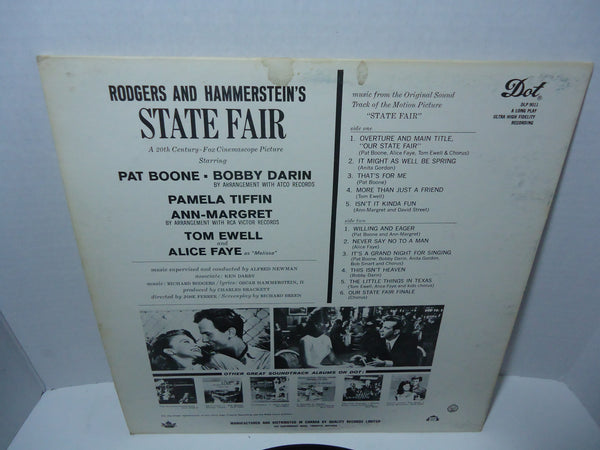 RODGERS AND HAMMERSTEIN'S
STATE FAIR
A 20th Century-Fox Cinemascope Picture
Starring
PAT BOONE • BOBBY DARIN
BY ARRANGEMENT WITH ATCO RECORDS
PAMELA TIFFIN
ANN-MARGRET
BY ARRANGEMENT WITH RCA VICTOR RECORDS
TOM EWELL
and
ALICE FAYE as "Melissa"
music supervised and conducted by ALFRED NEWMAN
associate: KEN DARBY
music: RICHARD RODGERS / lyrics: OSCAR HAMMERSTEIN, II
produced by CHARLES BRACKETT
directed by JOSE FERRER / Screenplay by RICHARD BREEN
music from the Original Sound
Track of the Motion Picture
"STATE FAIR"
side one
1. OVERTURE AND MAIN TITLE,
"OUR STATE FAIR"
(Pat Boone, Alice Faye, Tom Ewell & Chorus)
2. IT MIGHT AS WELL BE SPRING
(Anita Gordon)
3. THAT'S FOR ME
(Pat Boone)
4. MORE THAN JUST A FRIEND
(Tom Ewell)
5. ISN'T IT KINDA FUN
(Ann-Margret and David Street)
side two
1. WILLING AND EAGER
(Pat Boone and Ann-Margret)
2. NEVER SAY NO TO A MAN
(Alice Faye)
3. IT'S A GRAND NIGHT FOR SINGING
(Pat Boone, Bobby Darin, Anita Gordon,
Bob Smart and Chorus)
4. THIS ISN'T HEAVEN
(Bobby Darin)
5. THE LITTLE THINGS IN TEXAS
(Tom Ewell, Alice Faye and kids chorus)
6. OUR STATE FAIR FINALE
(Chorus)
Dot
DLP 9011
A LONG PLAY
ULTRA HIGH FIDELITY
RECORDING
OTHER GREAT SOUNDTRACK ALBUMS ON DOT!
MANUFACTURED AND DISTRIBUTED IN CANADA BY QUALITY RECORDS LIMITED